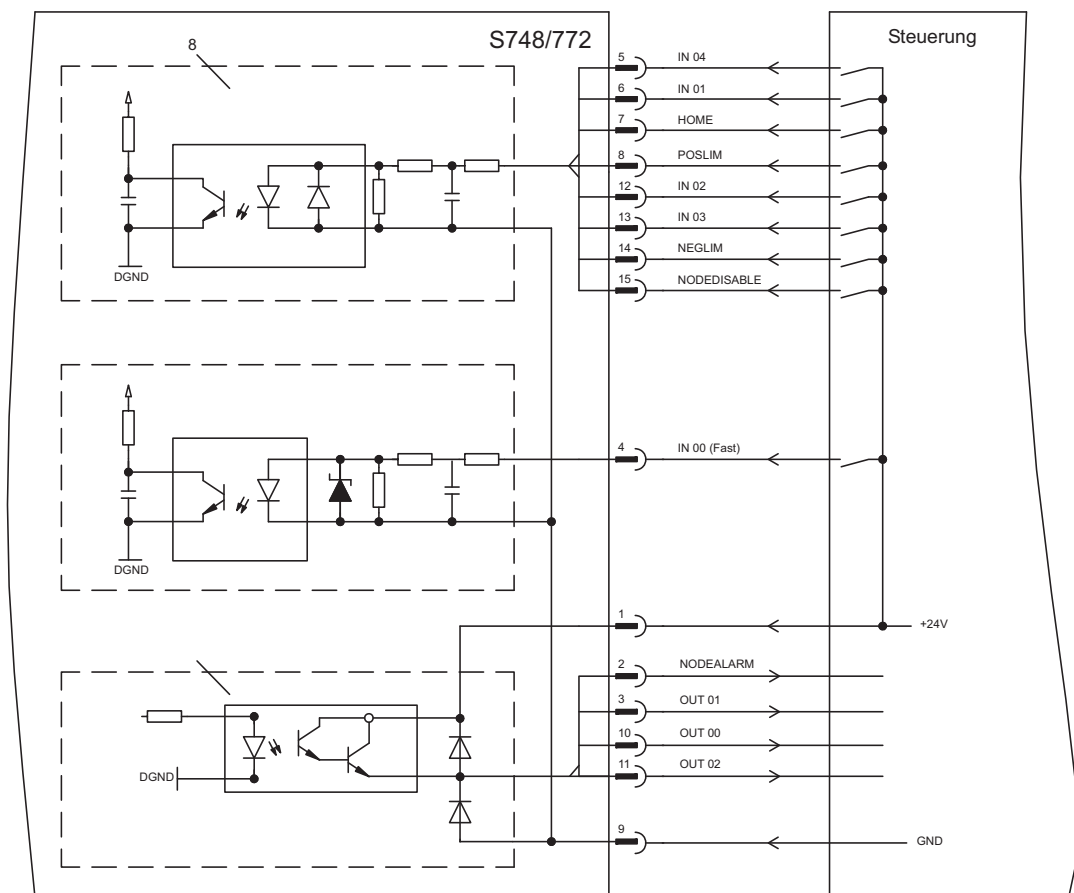 S748/772
Steuerung
8
5 IN 04
6 IN 01
7 HOME
8 POSLIM
12 IN 02
13 IN 03
14 NEGLIM
15 NODEDISABLE
DGND
4 IN 00 (Fast)
DGND
1 +24V
2 NODEALARM
3 OUT 01
10 OUT 00
11 OUT 02
DGND
9 GND